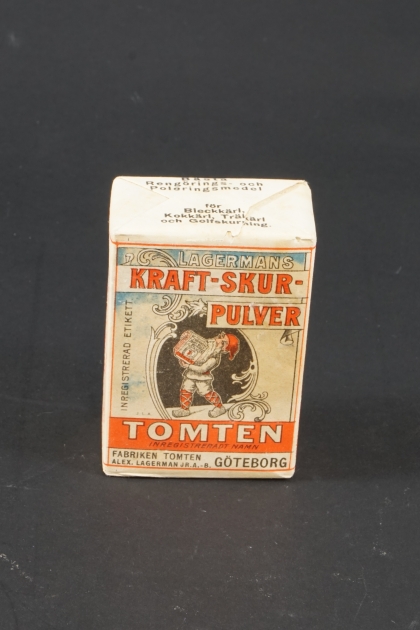 Bästa
Rengörings- och
Poleringsmedel
för
Bleckkärl,
Kokkärl, Träkärl
och Golfskurning.
LAGERMANS
KRAFT-SKUR-
PULVER
INREGISTRERAD ETIKETT
TOMTEN
INREGISTRERADT NAMN
FABRIKEN TOMTEN
ALEX. LAGERMAN JR. A.-B. GÖTEBORG